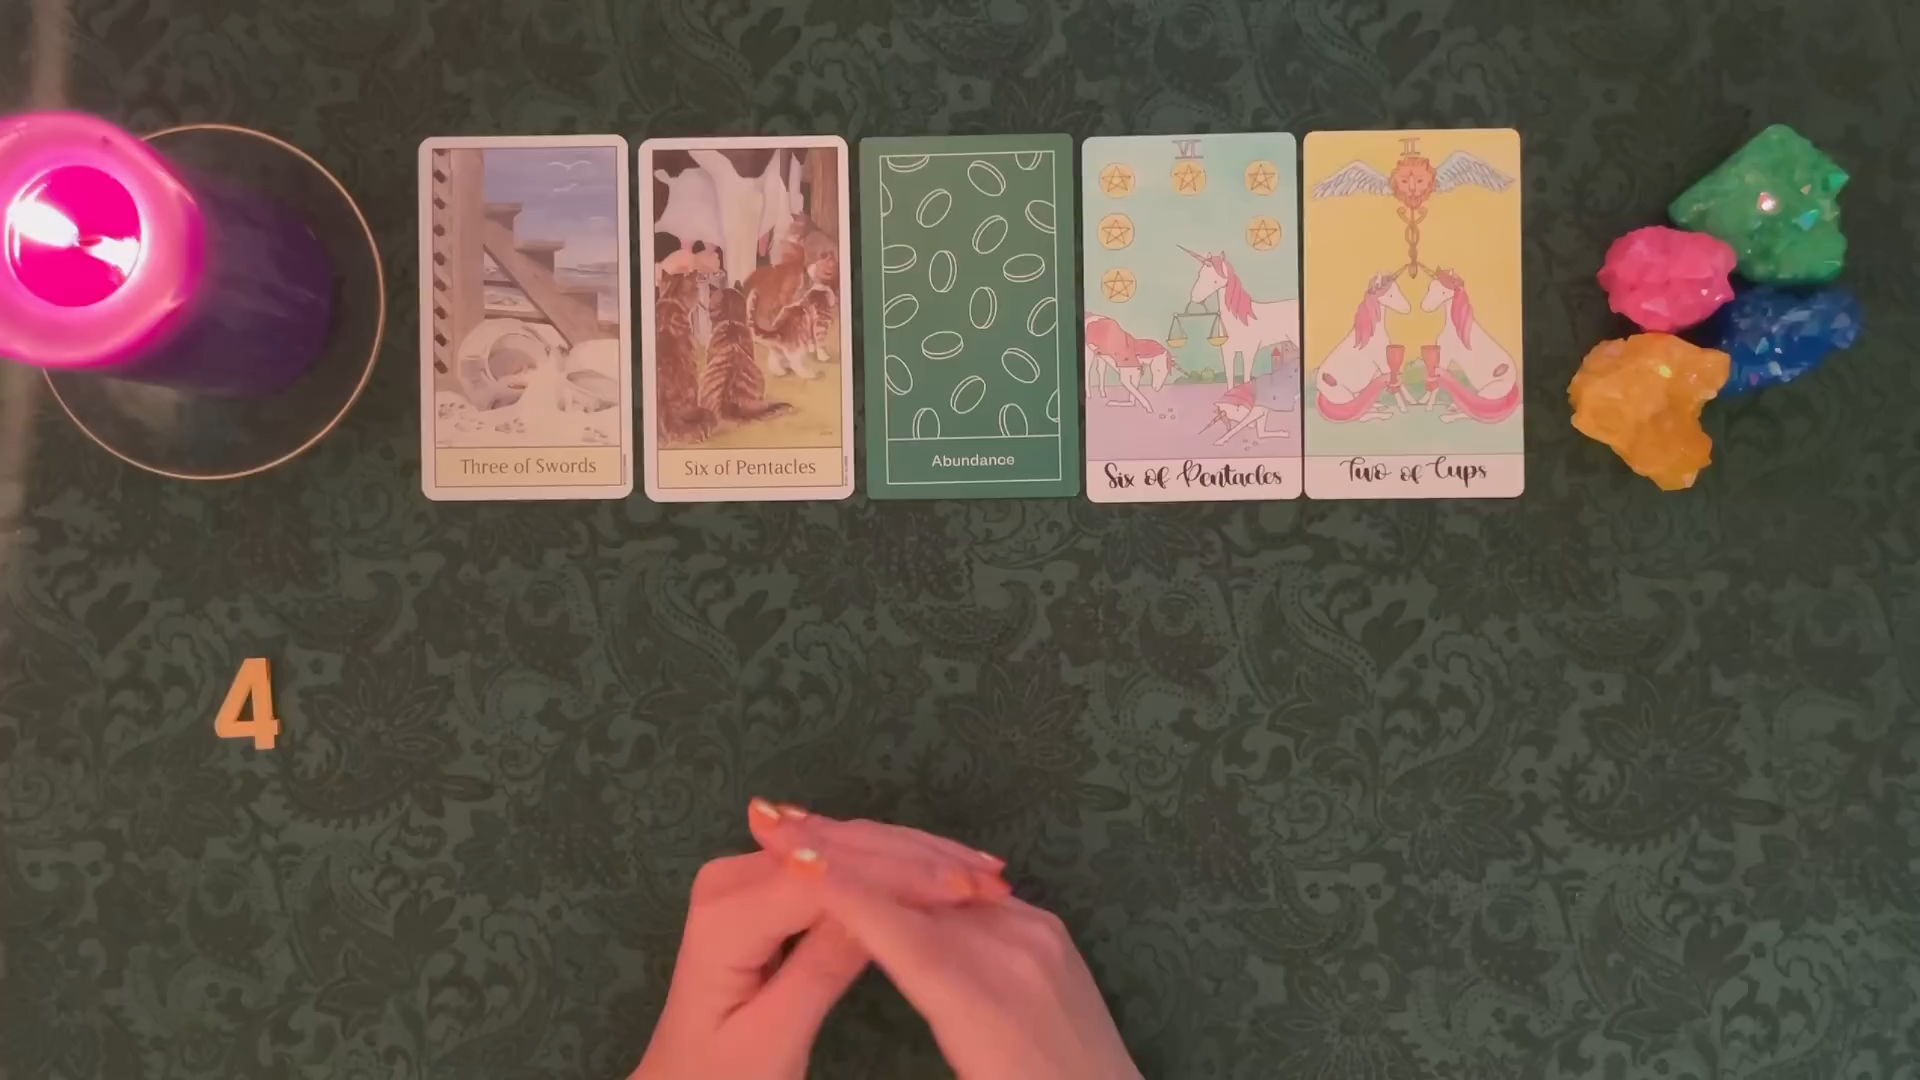 Three of Swords
Six of Pentacles
Abundance
VI
Six of Pentacles
II
Two of Cups
4